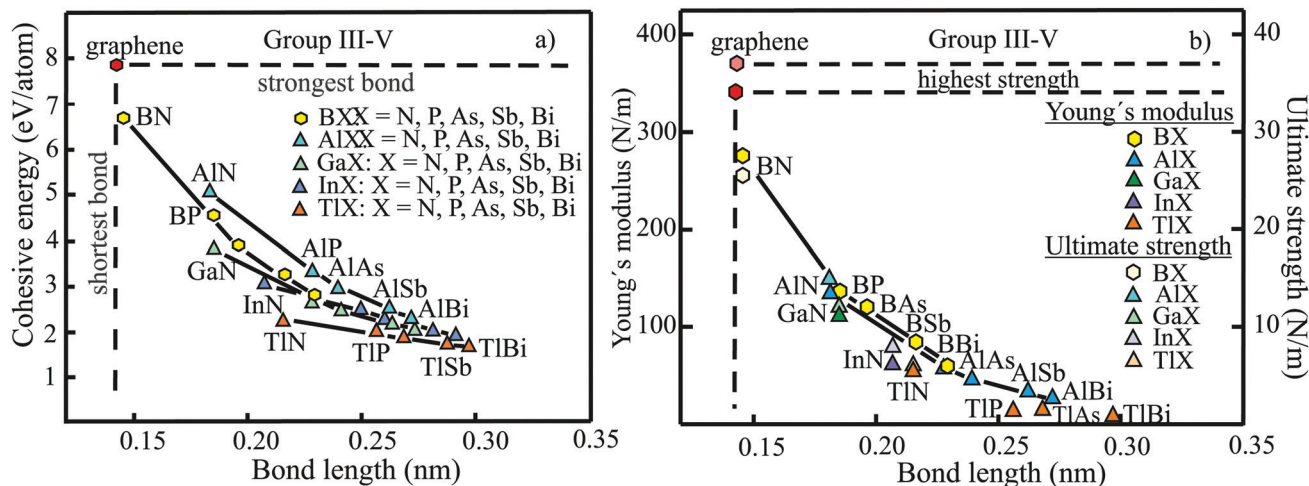 Cohesive energy (eV/atom)
8
7
6
5
4
3
2
1
graphene
Group III-V
a)
strongest bond
shortest bond
BN
BXX = N, P, As, Sb, Bi
AlXX = N, P, As, Sb, Bi
GaX: X = N, P, As, Sb, Bi
InX: X = N, P, As, Sb, Bi
TlX: X = N, P, As, Sb, Bi
AlN
BP
AlP
GaN
AlAs
AlSb
InN
AlBi
TlN
TlP
TlSb
TlBi
0.15
0.20
0.25
0.30
0.35
Bond length (nm)
Young´s modulus (N/m)
400
300
200
100
0
graphene
Group III-V
b)
highest strength
Young´s modulus
BX
AlX
GaX
InX
TlX
Ultimate strength
BX
AlX
GaX
InX
TlX
BN
AlN
BP
GaN
BAs
BSb
InN
BBi
AlAs
TlN
AlSb
AlBi
TlP
TlAs
TlBi
40
30
20
10
Ultimate strength (N/m)
0.15
0.20
0.25
0.30
0.35
Bond length (nm)